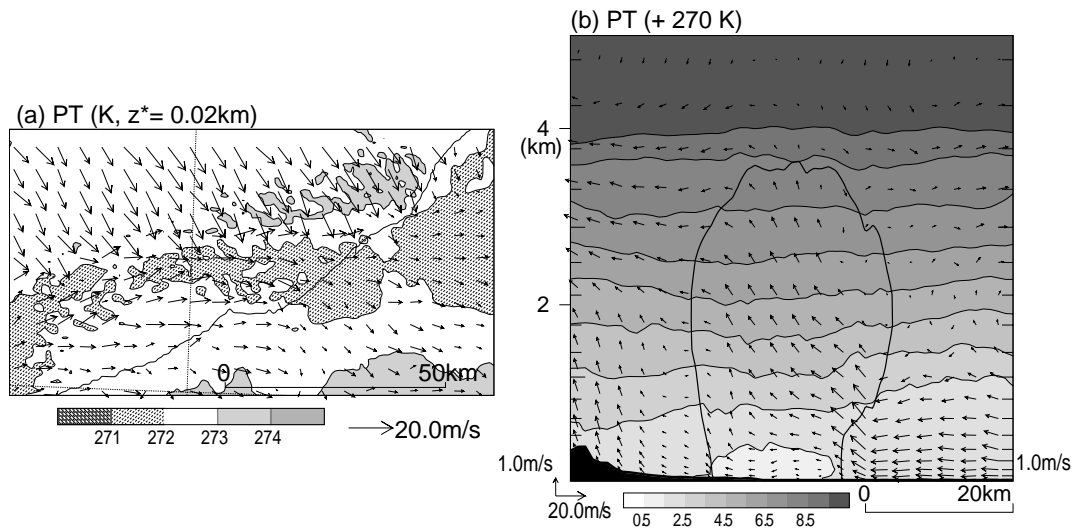 (a) PT (K, z*= 0.02km)
0 50km
271 272 273 274
20.0m/s
(b) PT (+ 270 K)
4
(km)
2
1.0m/s
20.0m/s
1.0m/s
0.5 2.5 4.5 6.5 8.5
0 20km